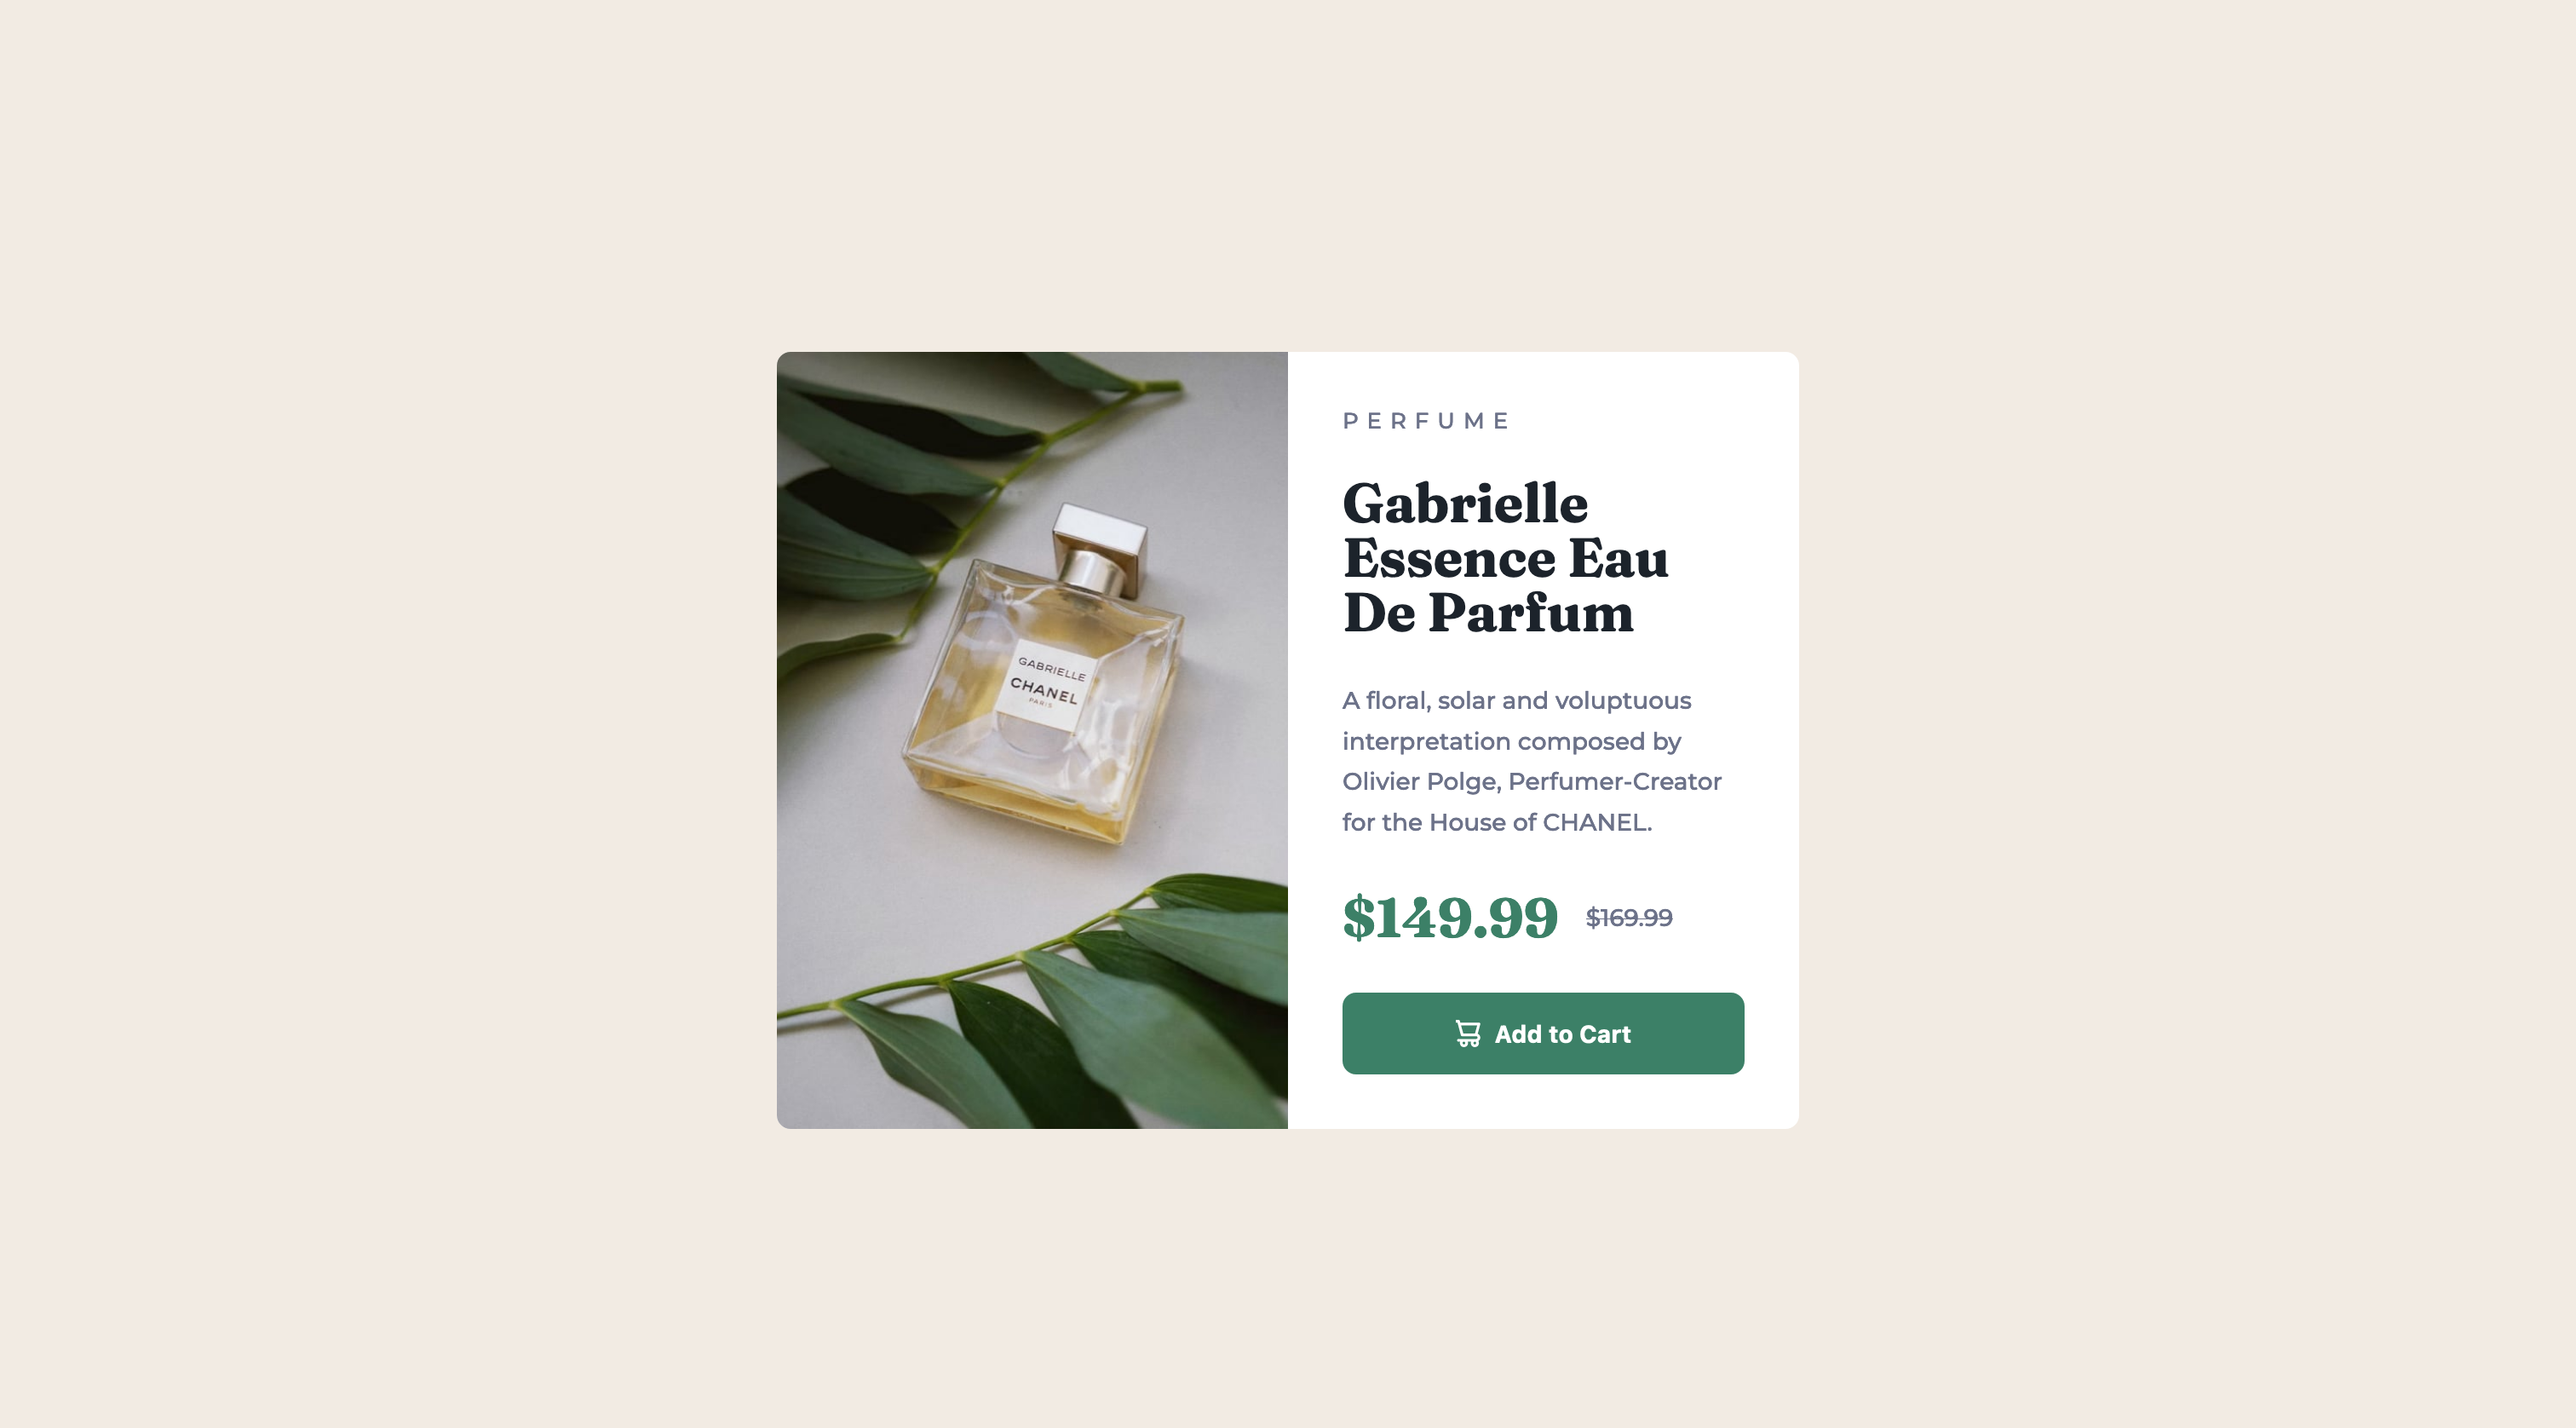 GABRIELLE
CHANEL
PARIS
PERFUME
Gabrielle
Essence Eau
De Parfum
A floral, solar and voluptuous
interpretation composed by
Olivier Polge, Perfumer-Creator
for the House of CHANEL.
$149.99 $169.99
Add to Cart